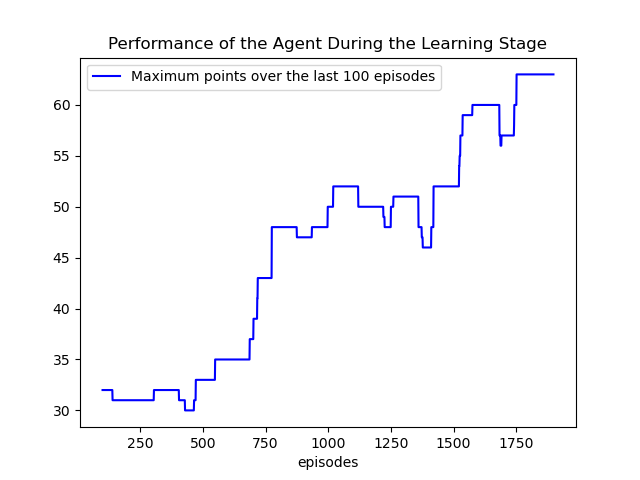 Performance of the Agent During the Learning Stage
Maximum points over the last 100 episodes
60
55
50
45
40
35
30
250 500 750 1000 1250 1500 1750
episodes